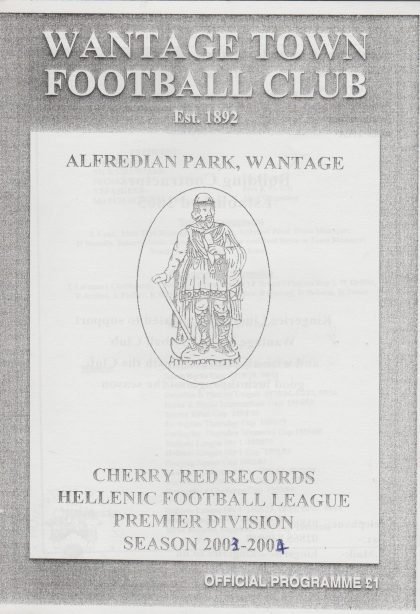 WANTAGE TOWN
FOOTBALL CLUB
Est. 1892
ALFREDIAN PARK, WANTAGE
CHERRY RED RECORDS
HELLENIC FOOTBALL LEAGUE
PREMIER DIVISION
SEASON 2003-2004
OFFICIAL PROGRAMME £1